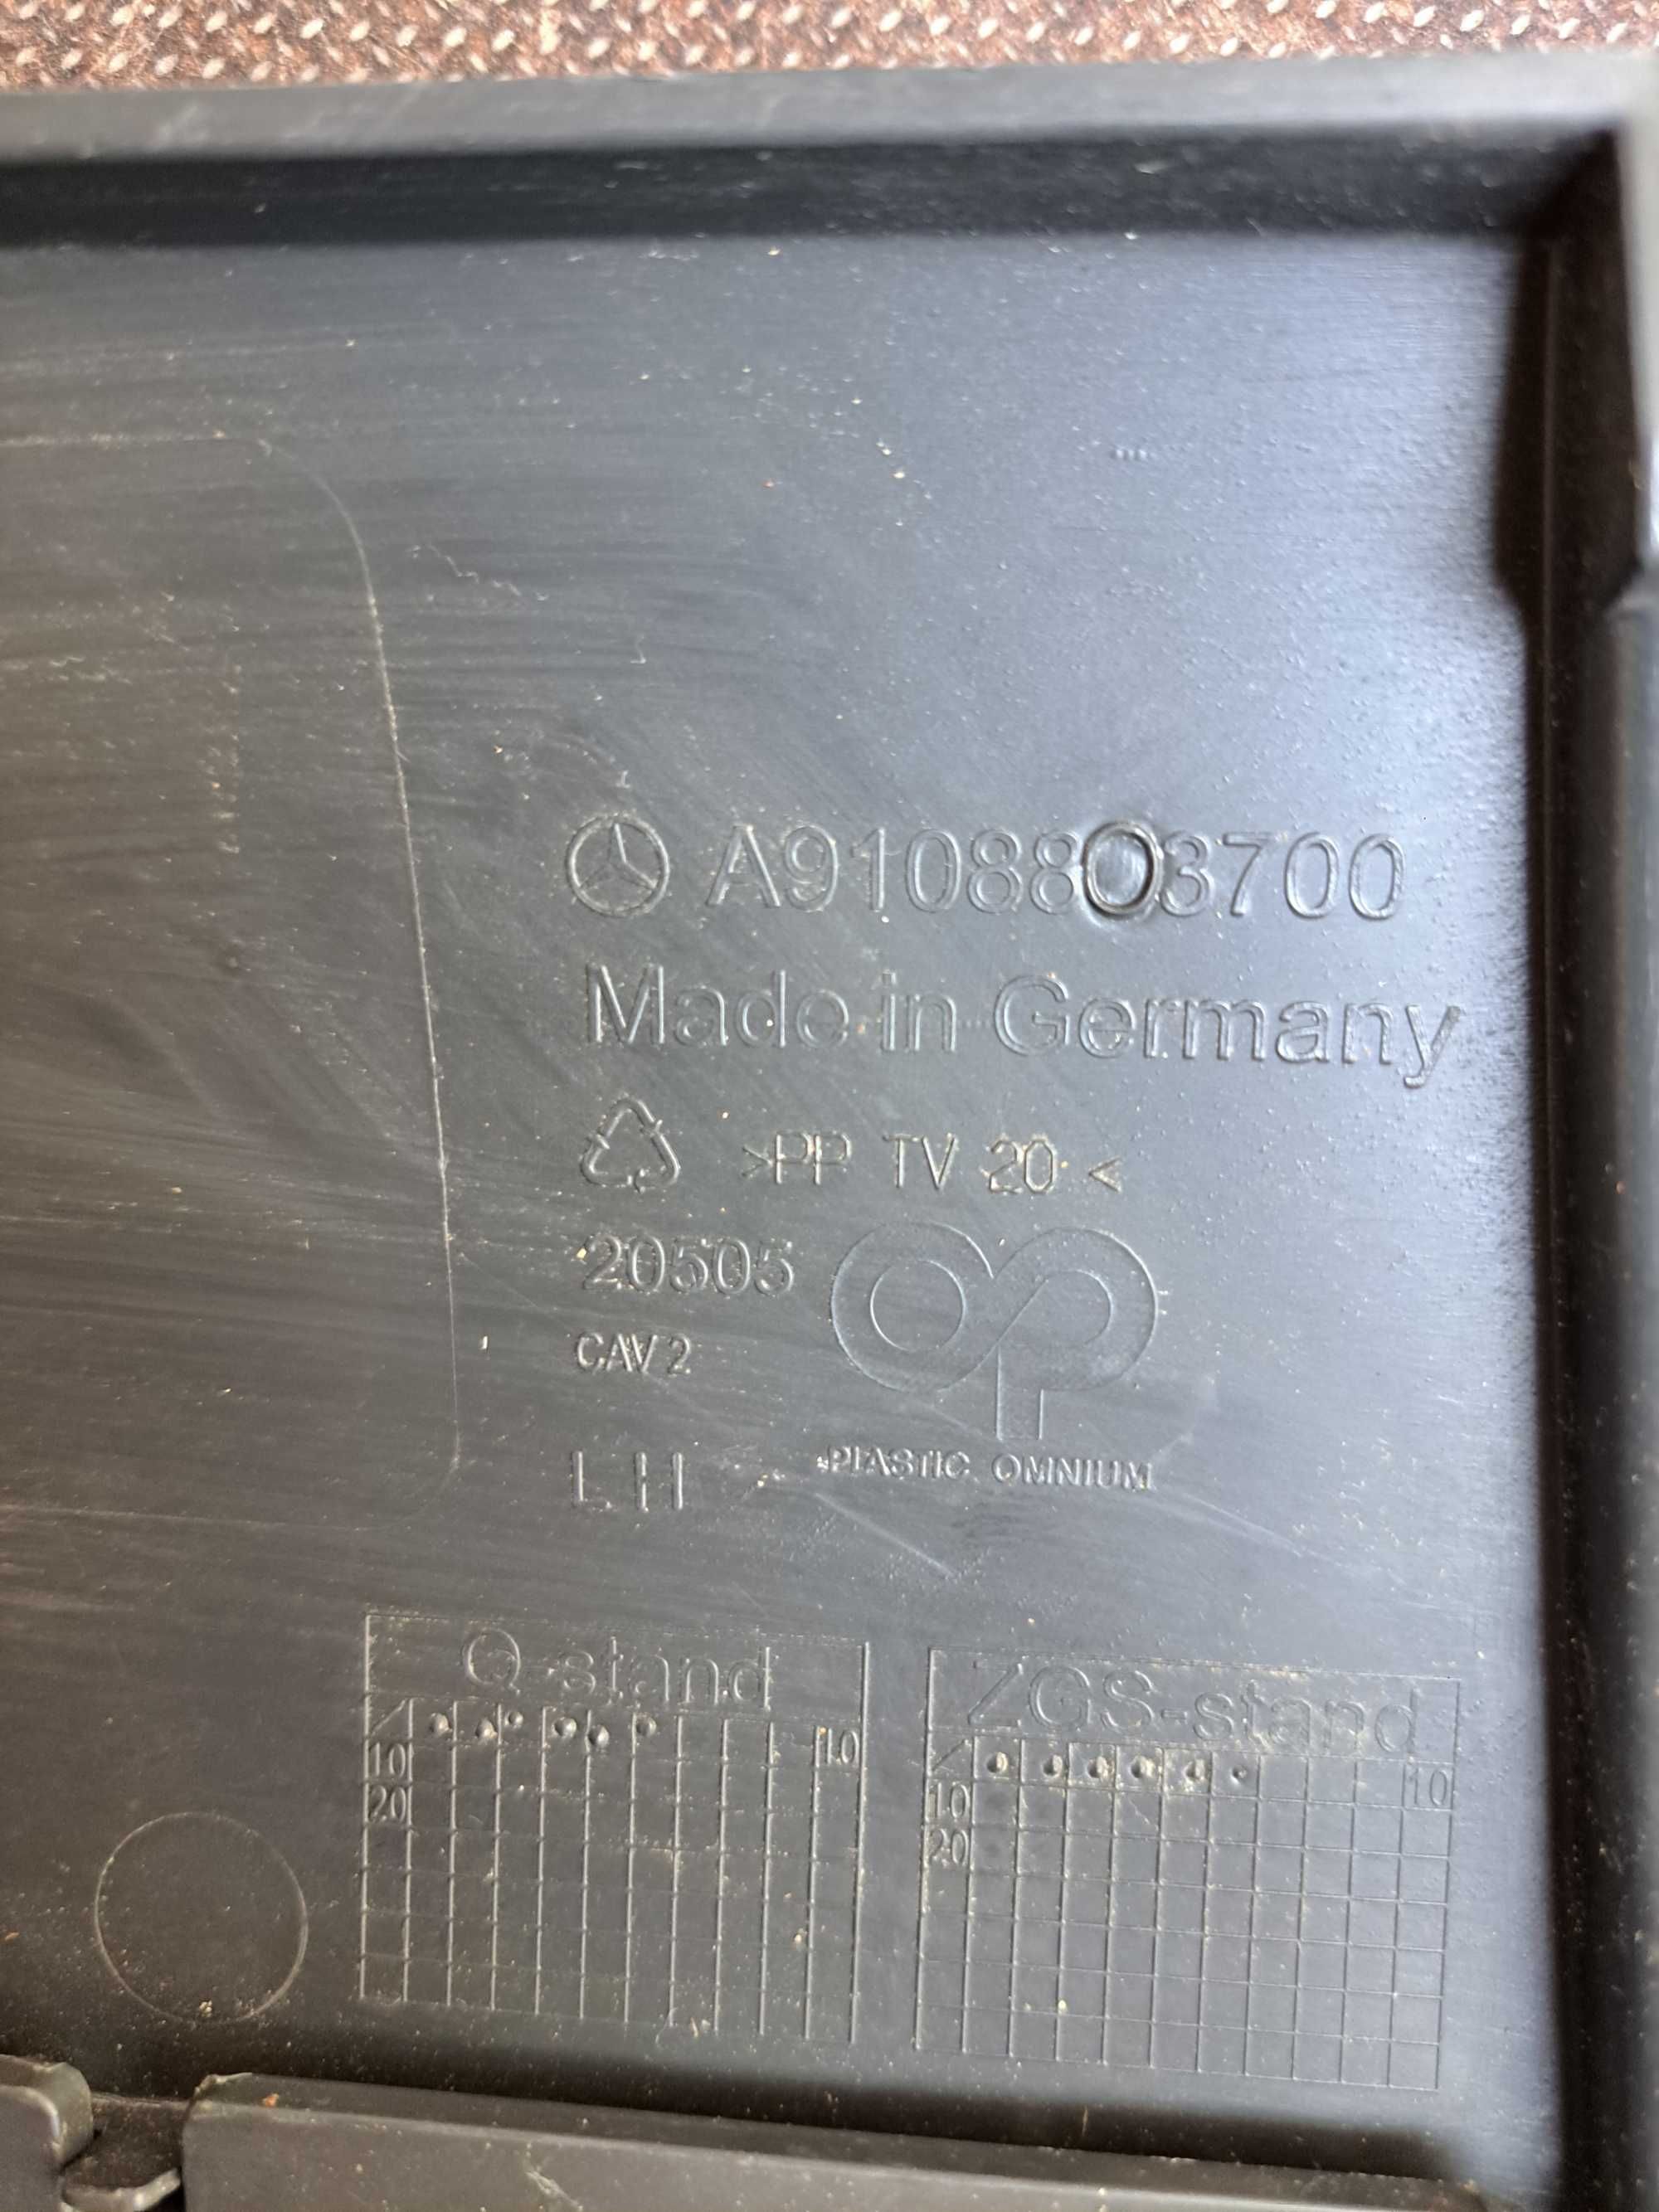 A9108803700
Made in Germany
>PP TV 20 <
20505
CAV 2
LH
PLASTIC OMNIUM
Q-stand
10
10
20
ZGS-stand
10
10
20